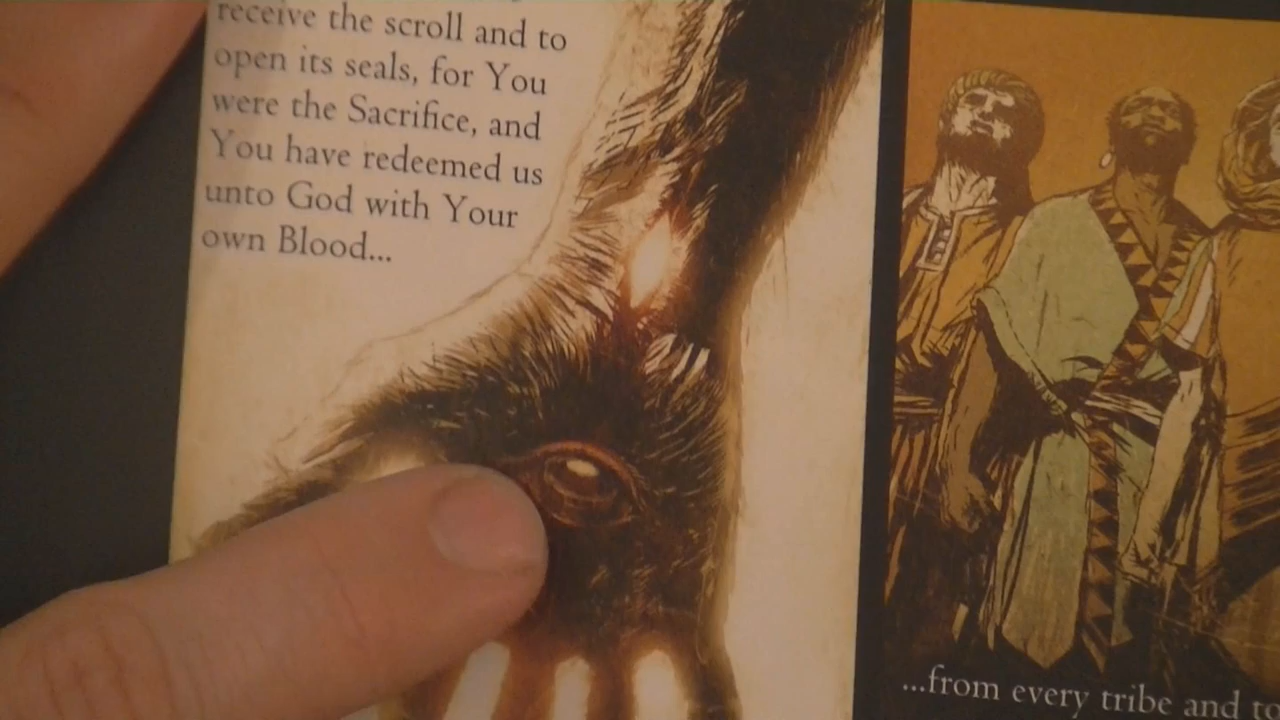 receive the scroll and to
open its seals, for You
were the Sacrifice, and
You have redeemed us
unto God with Your
own Blood...
...from every tribe and to